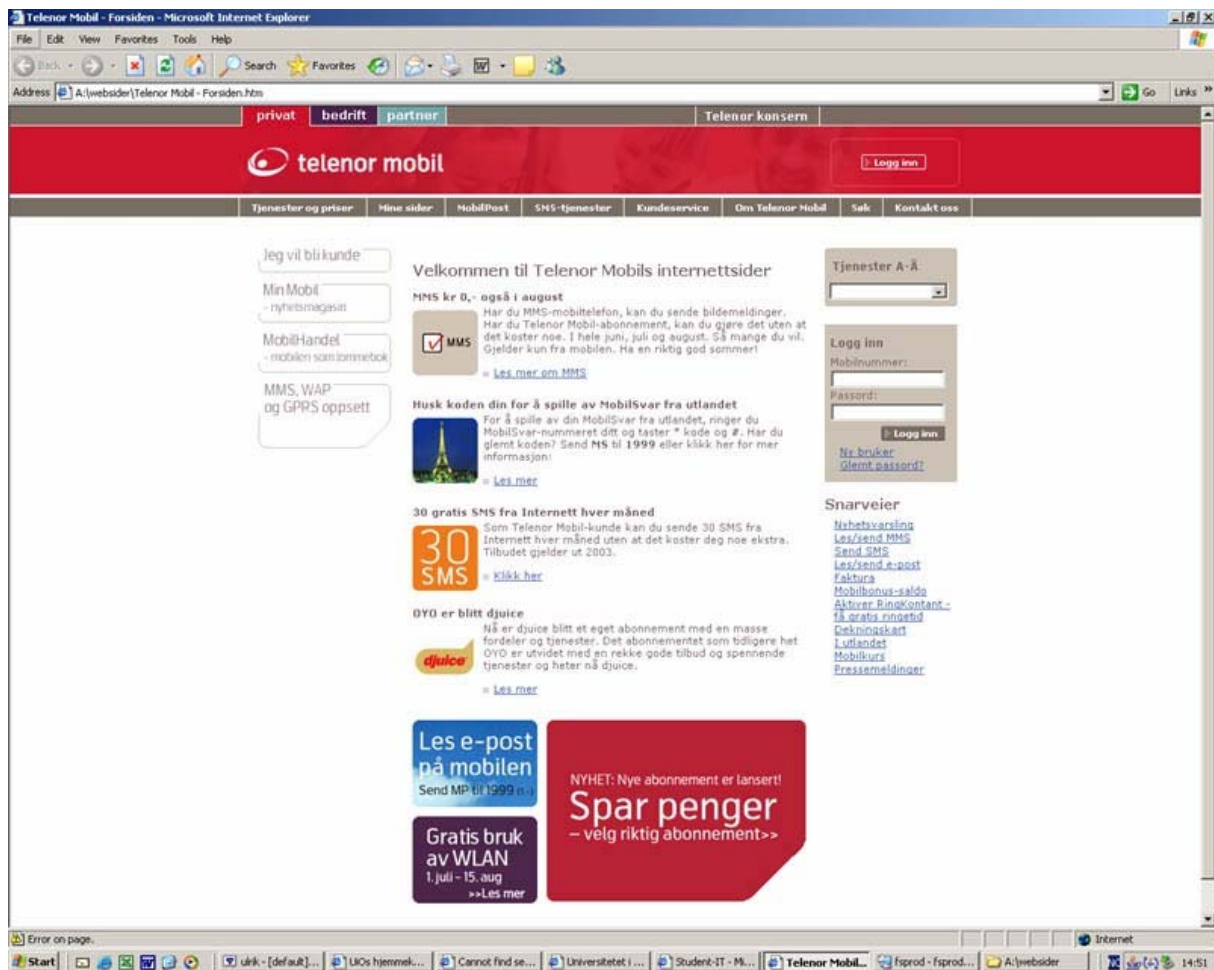 Telenor Mobil - Forsiden - Microsoft Internet Explorer
File Edit View Favorites Tools Help
Back Search Favorites
Address A:\websider\Telenor Mobil - Forsiden.htm Go Links »
privat bedrift partner Telenor konsern
telenor mobil Logg inn
Tjenester og priser Mine sider MobilPost SMS-tjenester Kundeservice Om Telenor Mobil Søk Kontakt oss
Jeg vil bli kunde
Min Mobil
- nyhetsmagasin
MobilHandel
- mobilen som lommebok
MMS, WAP
og GPRS oppsett
Velkommen til Telenor Mobils internettsider
MMS kr 0,- også i august
MMS
Har du MMS-mobiltelefon, kan du sende bildemeldinger.
Har du Telenor Mobil-abonnement, kan du gjøre det uten at
det koster noe. I hele juni, juli og august. Så mange du vil.
Gjelder kun fra mobilen. Ha en riktig god sommer!
Les mer om MMS
Husk koden din for å spille av MobilSvar fra utlandet
For å spille av din MobilSvar fra utlandet, ringer du
MobilSvar-nummeret ditt og taster * kode og #. Har du
glemt koden? Send MS til 1999 eller klikk her for mer
informasjon!
Les mer
30 gratis SMS fra Internett hver måned
30
SMS
Som Telenor Mobil-kunde kan du sende 30 SMS fra
Internett hver måned uten at det koster deg noe ekstra.
Tilbudet gjelder ut 2003.
Klikk her
OYO er blitt djuice
djuice
Nå er djuice blitt et eget abonnement med en masse
fordeler og tjenester. Det abonnementet som tidligere het
OYO er utvidet med en rekke gode tilbud og spennende
tjenester og heter nå djuice.
Les mer
Les e-post
på mobilen
Send MP til 1999
Gratis bruk
av WLAN
1. juli - 15. aug
>>Les mer
NYHET: Nye abonnement er lansert!
Spar penger
– velg riktig abonnement>>
Tjenester A-Å
Logg inn
Mobilnummer:
Passord:
Logg inn
Ny bruker
Glemt passord?
Snarveier
Nyhetsvarsling
Les/send MMS
Send SMS
Les/send e-post
Faktura
Mobilbonus-saldo
Aktiver RingKontant -
få gratis ringetid
Dekningskart
I utlandet
Mobilkurs
Pressemeldinger
Error on page. Internet
Start ulrik - [default]... UiOs hjemmek... Cannot find se... Universitetet i ... Student-IT - Mi... Telenor Mobil... fsprod - fsprod... A:\websider 14:51